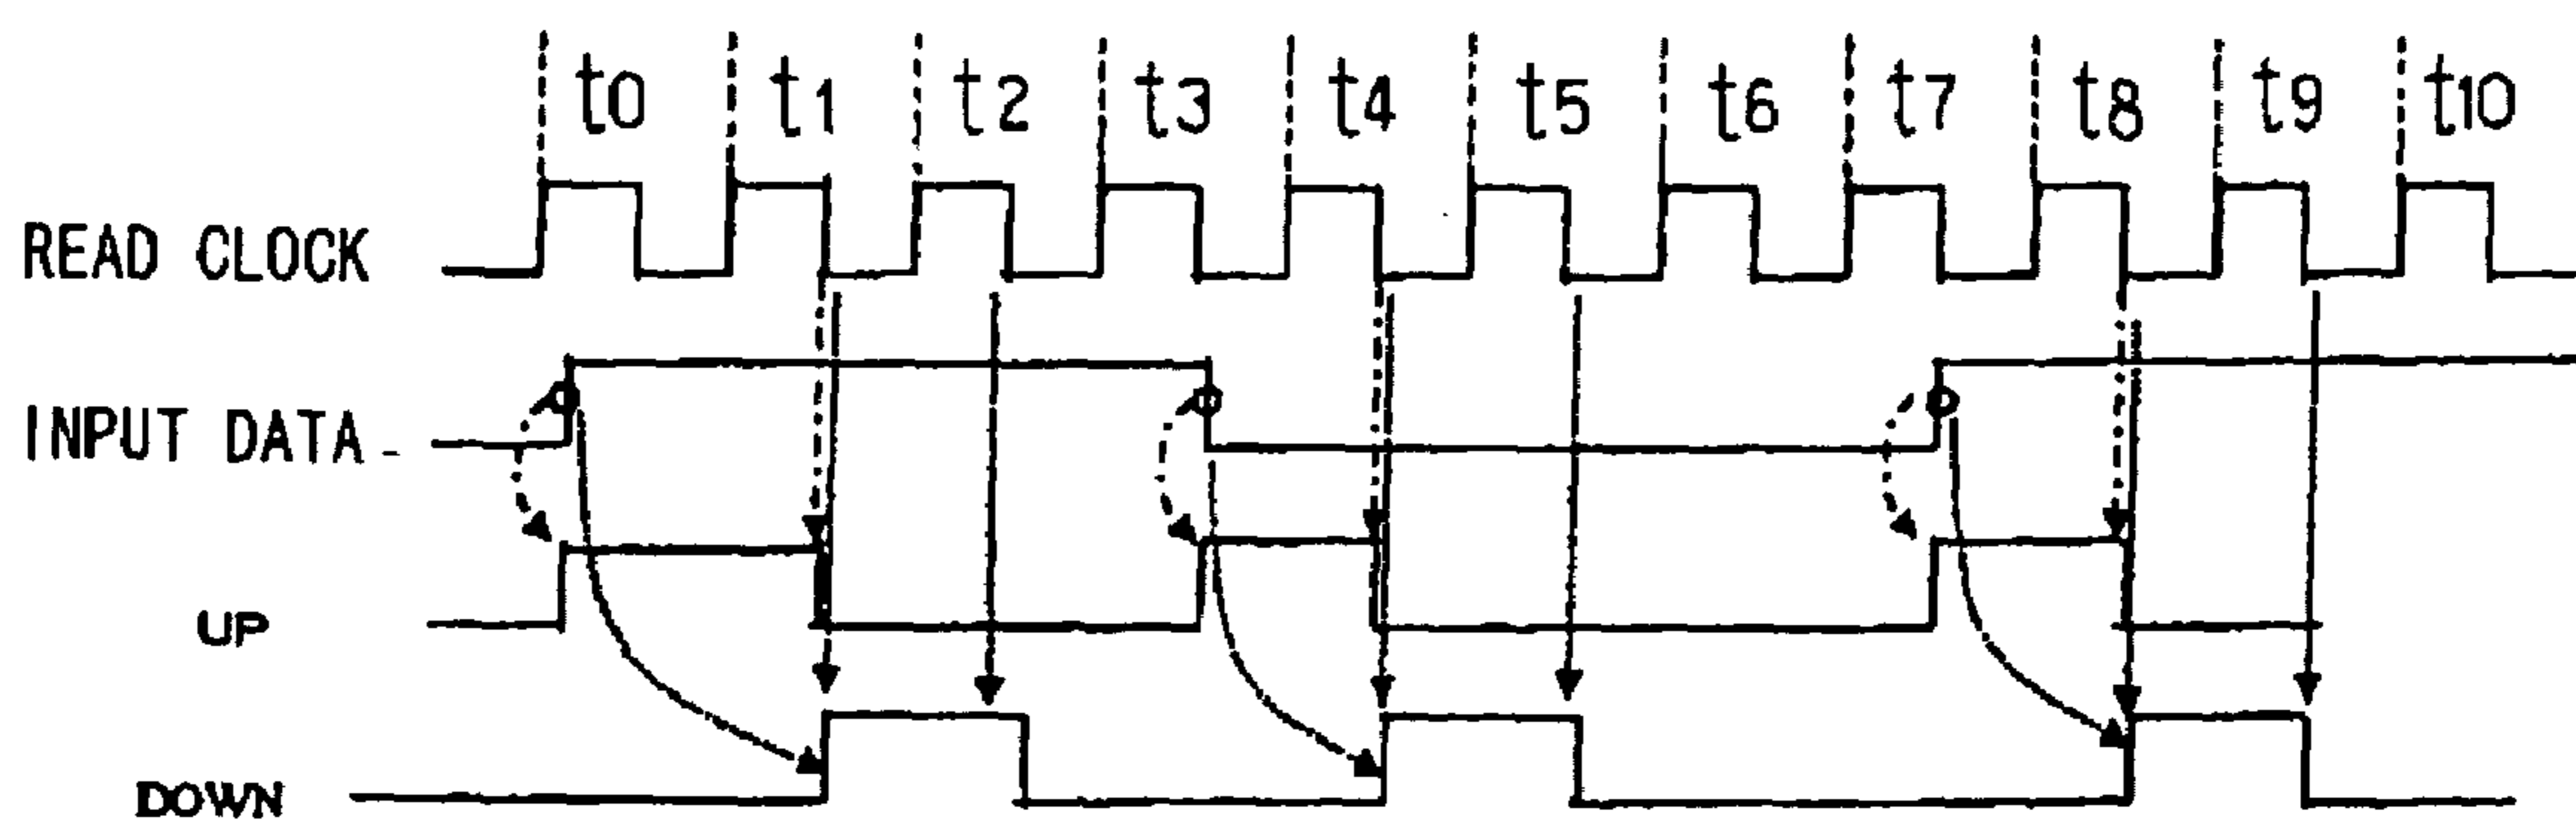 t0 t1 t2 t3 t4 t5 t6 t7 t8 t9 t10
READ CLOCK
INPUT DATA
UP
DOWN